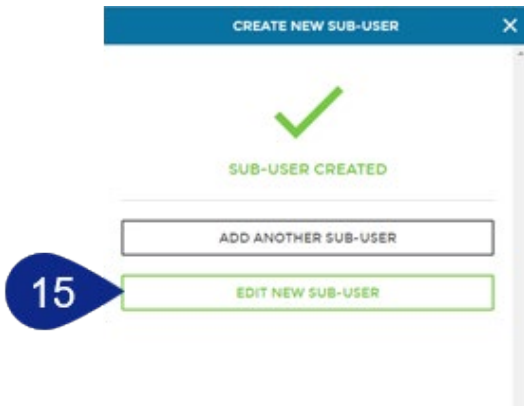 CREATE NEW SUB-USER
SUB-USER CREATED
ADD ANOTHER SUB-USER
15
EDIT NEW SUB-USER